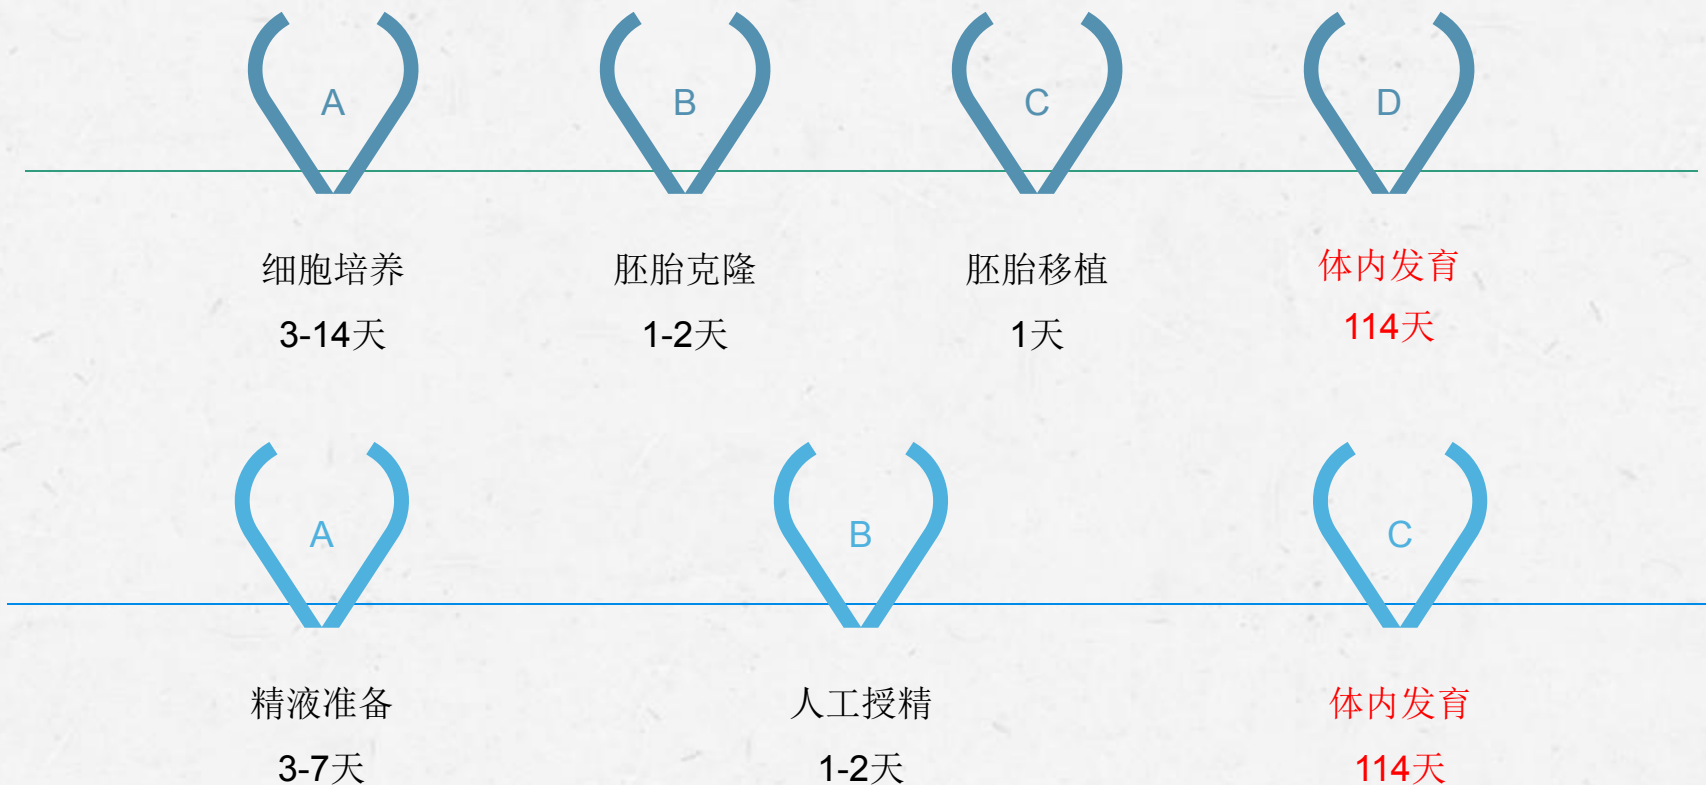 A B C D
细胞培养 胚胎克隆 胚胎移植 体内发育
3-14天 1-2天 1天 114天
A B C
精液准备 人工授精 体内发育
3-7天 1-2天 114天